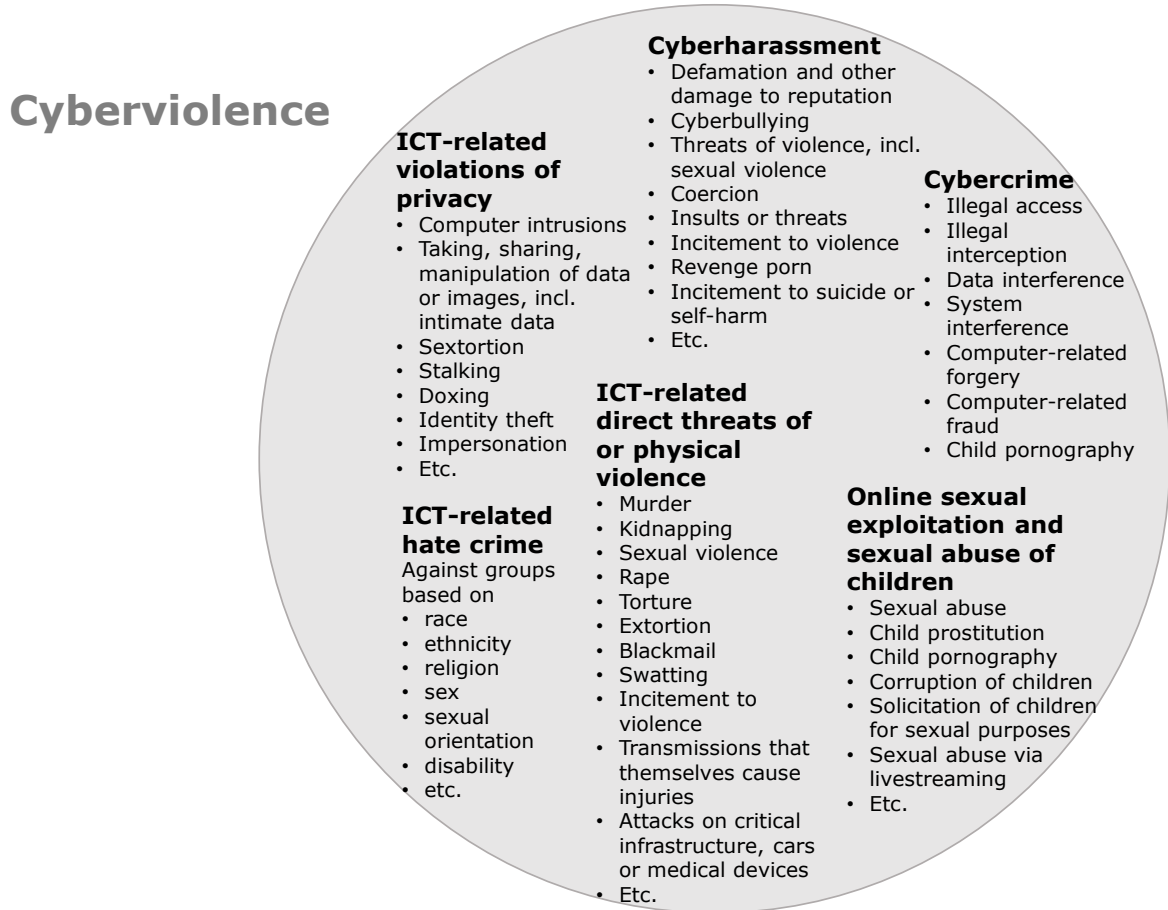 Cyberviolence
Cyberharassment
• Defamation and other
damage to reputation
• Cyberbullying
• Threats of violence, incl.
sexual violence
• Coercion
• Insults or threats
• Incitement to violence
• Revenge porn
• Incitement to suicide or
self-harm
• Etc.
ICT-related
violations of
privacy
• Computer intrusions
• Taking, sharing,
manipulation of data
or images, incl.
intimate data
• Sextortion
• Stalking
• Doxing
• Identity theft
• Impersonation
• Etc.
Cybercrime
• Illegal access
• Illegal
interception
• Data interference
• System
interference
• Computer-related
forgery
• Computer-related
fraud
• Child pornography
ICT-related
direct threats of
or physical
violence
• Murder
• Kidnapping
• Sexual violence
• Rape
• Torture
• Extortion
• Blackmail
• Swatting
• Incitement to
violence
• Transmissions that
themselves cause
injuries
• Attacks on critical
infrastructure, cars
or medical devices
• Etc.
ICT-related
hate crime
Against groups
based on
• race
• ethnicity
• religion
• sex
• sexual
orientation
• disability
• etc.
Online sexual
exploitation and
sexual abuse of
children
• Sexual abuse
• Child prostitution
• Child pornography
• Corruption of children
• Solicitation of children
for sexual purposes
• Sexual abuse via
livestreaming
• Etc.